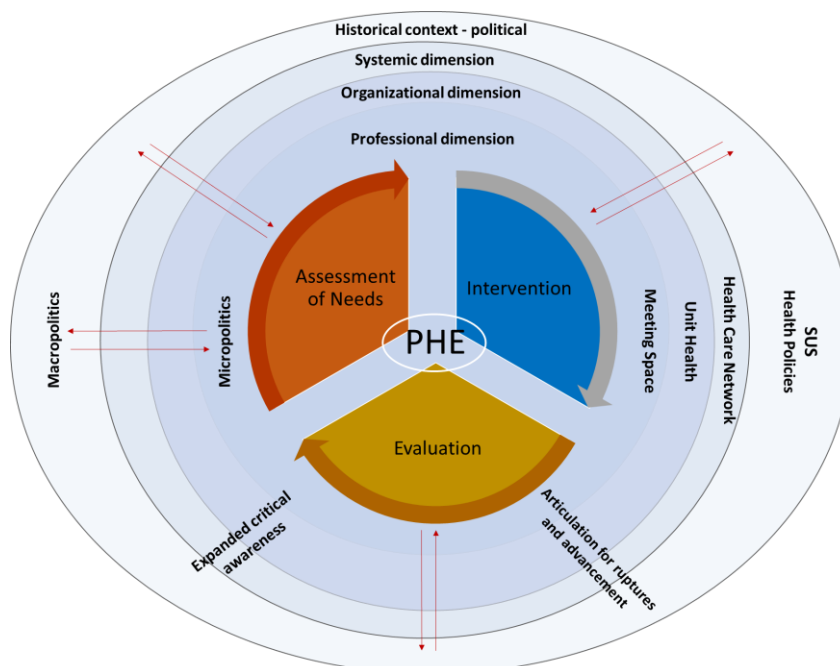 Historical context - political
Systemic dimension
Organizational dimension
Professional dimension
Assessment
of Needs
Intervention
PHE
Evaluation
Macropolitics
Micropolitics
Meeting Space
Unit Health
Health Care Network
SUS
Health Policies
Expanded critical
awareness
Articulation for ruptures
and advancement